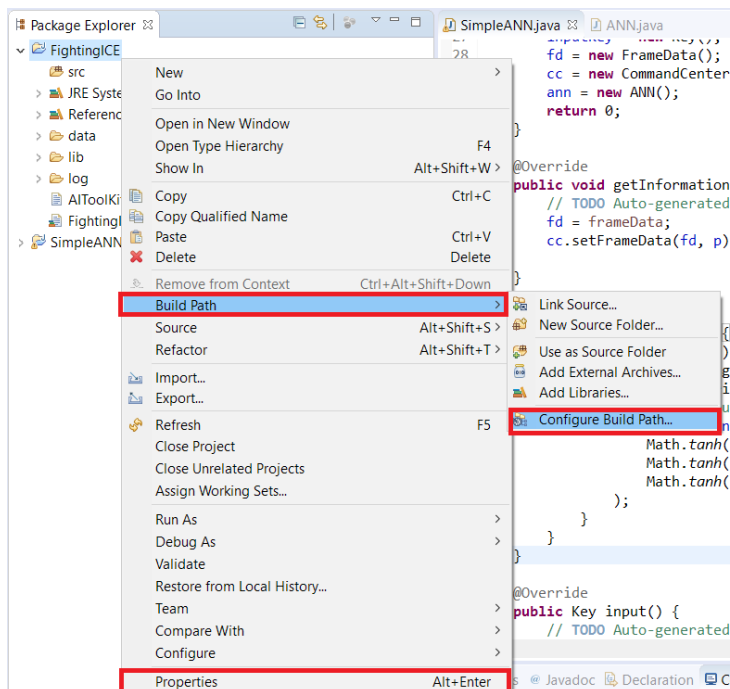 Package Explorer
SimpleANN.java ANN.java
FightingICE
src
JRE Syste
Referenc
data
lib
log
AIToolKi
FightingI
SimpleANN
New
Go Into
Open in New Window
Open Type Hierarchy F4
Show In Alt+Shift+W >
Copy Ctrl+C
Copy Qualified Name
Paste Ctrl+V
Delete Delete
Remove from Context Ctrl+Alt+Shift+Down
Build Path
Source Alt+Shift+S >
Refactor Alt+Shift+T >
Import...
Export...
Refresh F5
Close Project
Close Unrelated Projects
Assign Working Sets...
Run As
Debug As
Validate
Restore from Local History...
Team
Compare With
Configure
Properties Alt+Enter
Link Source...
New Source Folder...
Use as Source Folder
Add External Archives...
Add Libraries...
Configure Build Path...
28 fd = new FrameData();
cc = new CommandCenter
ann = new ANN();
return 0;
}
@Override
public void getInformation
// TODO Auto-generated
fd = frameData;
cc.setFrameData(fd, p)
}
Math.tanh(
Math.tanh(
Math.tanh(
);
}
}
}
@Override
public Key input() {
// TODO Auto-generated
s @ Javadoc Declaration C